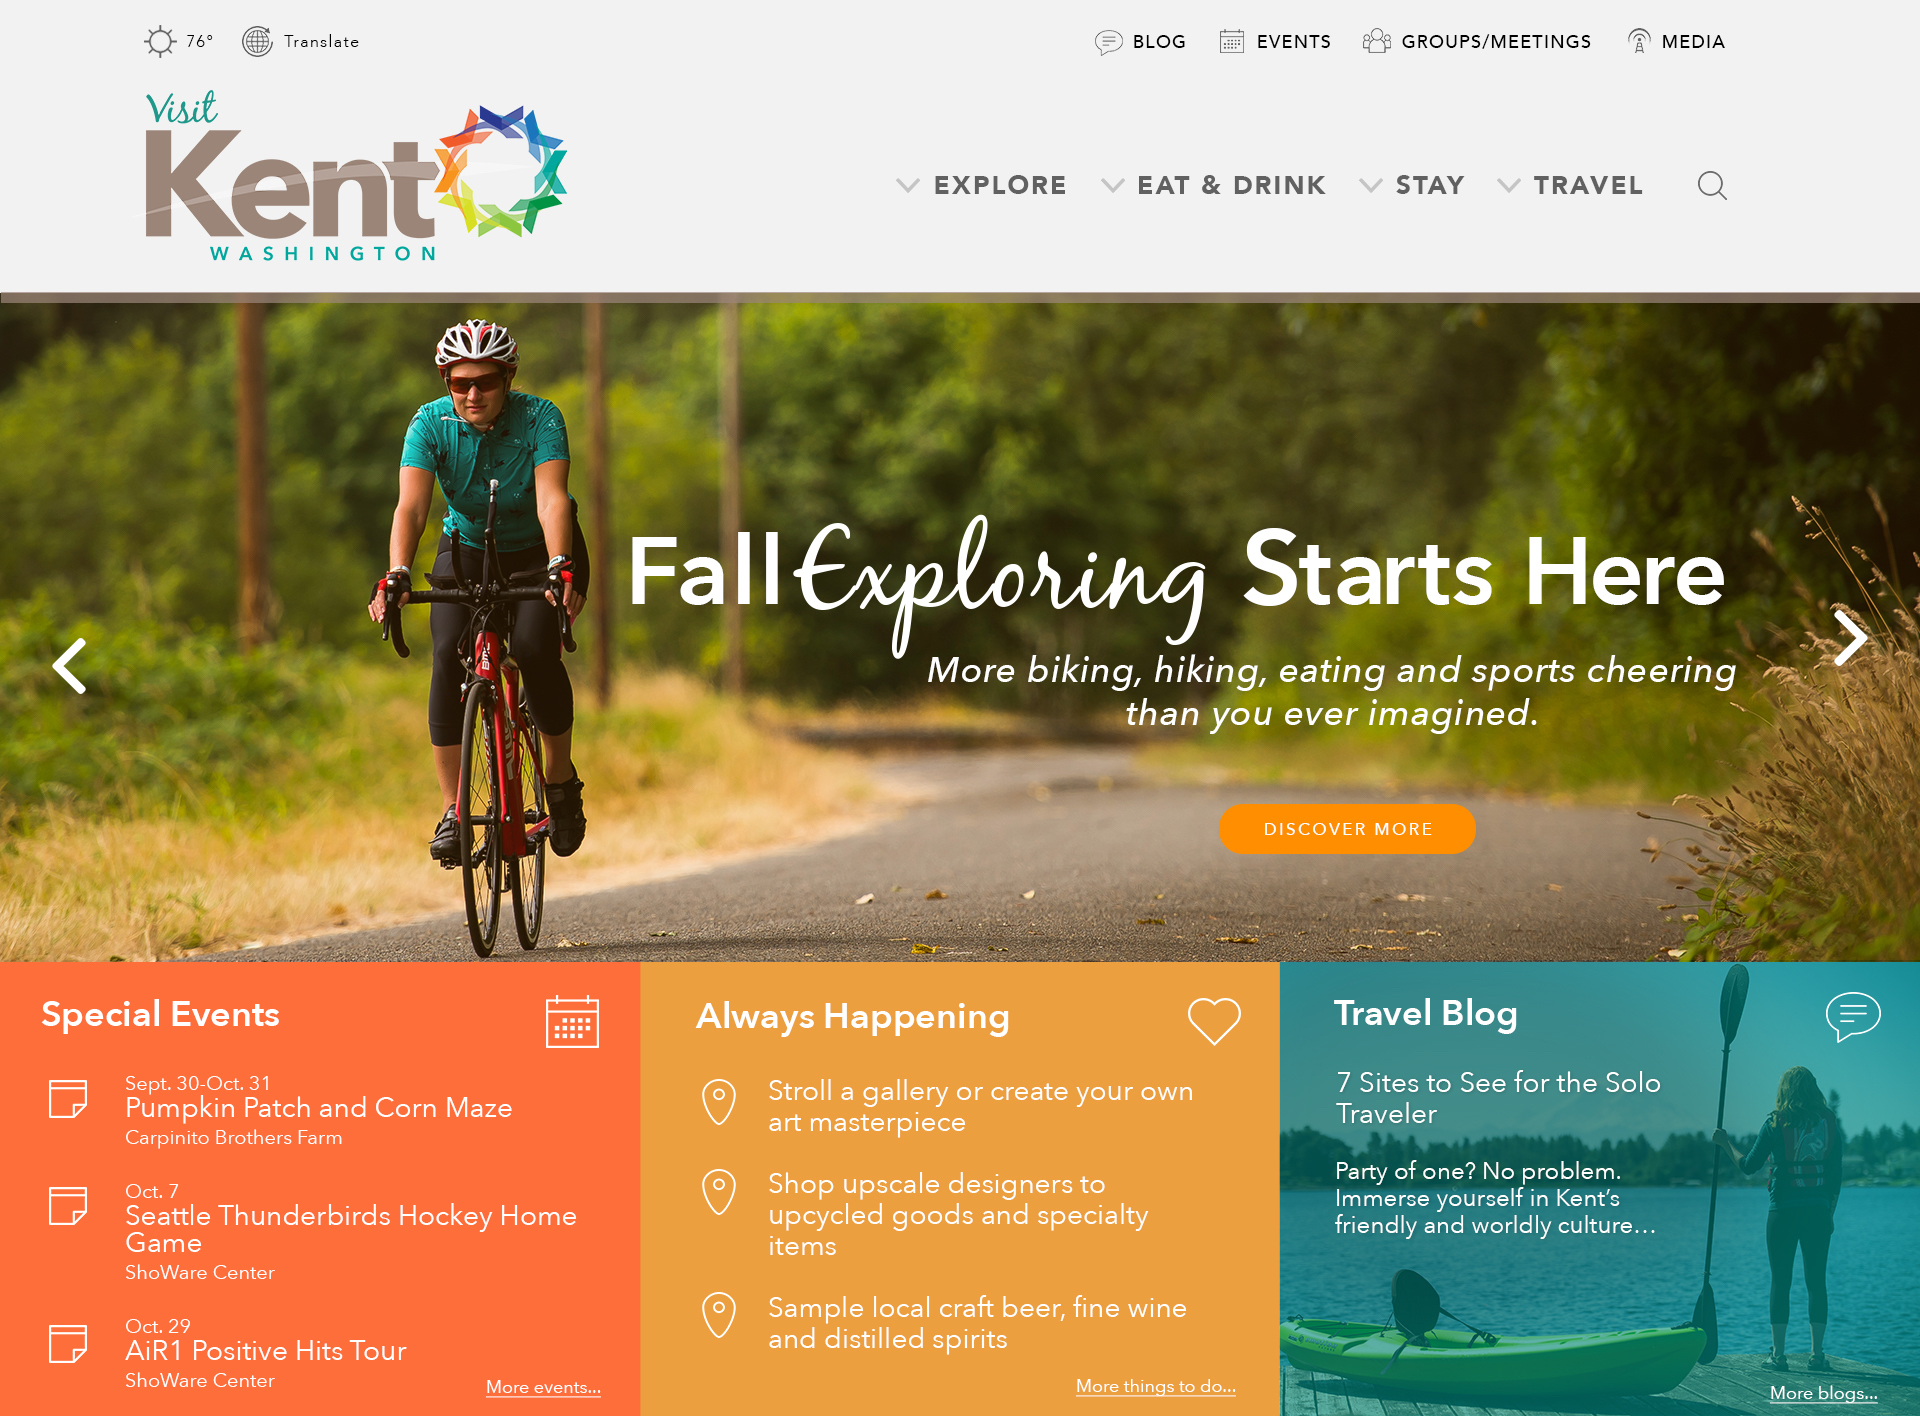 76°
Translate
BLOG
EVENTS
GROUPS/MEETINGS
MEDIA
Visit
Kent
WASHINGTON
EXPLORE
EAT & DRINK
STAY
TRAVEL
Fall Exploring Starts Here
More biking, hiking, eating and sports cheering
than you ever imagined.
DISCOVER MORE
Special Events
Sept. 30-Oct. 31
Pumpkin Patch and Corn Maze
Carpinito Brothers Farm
Oct. 7
Seattle Thunderbirds Hockey Home
Game
ShoWare Center
Oct. 29
AiR1 Positive Hits Tour
ShoWare Center
More events...
Always Happening
Stroll a gallery or create your own
art masterpiece
Shop upscale designers to
upcycled goods and specialty
items
Sample local craft beer, fine wine
and distilled spirits
More things to do...
Travel Blog
7 Sites to See for the Solo
Traveler
Party of one? No problem.
Immerse yourself in Kent’s
friendly and worldly culture…
More blogs...